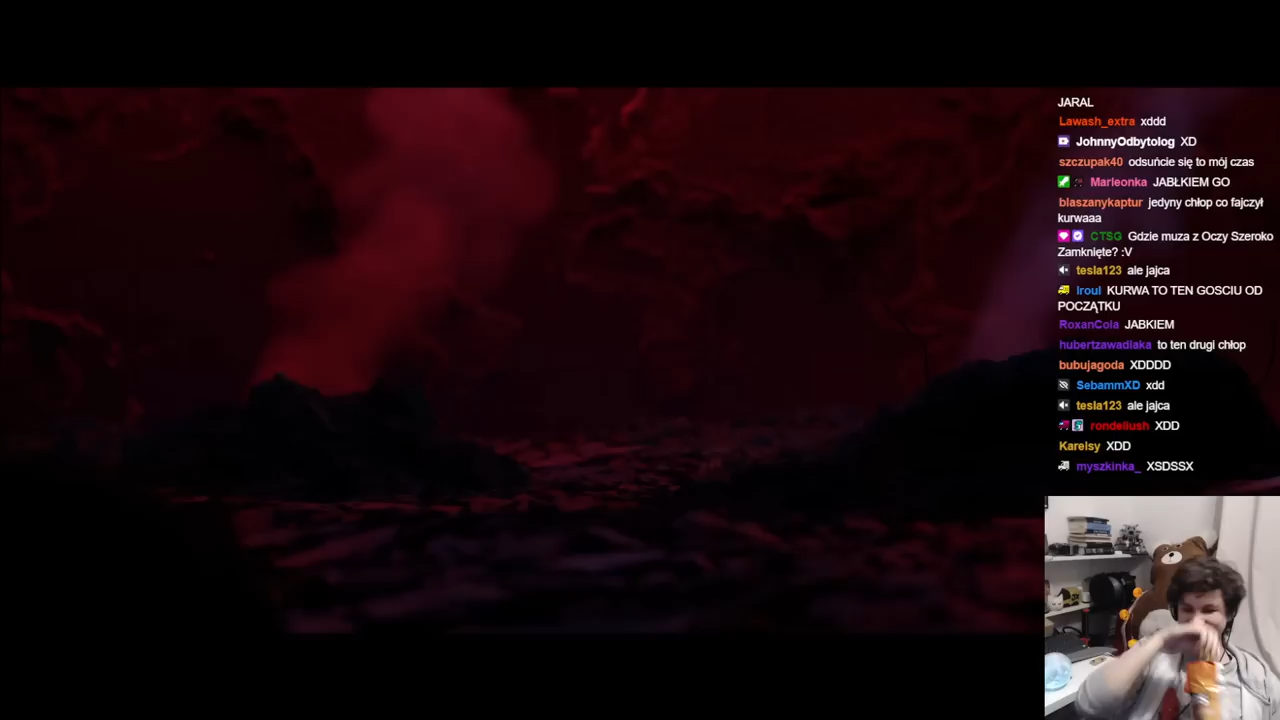 JARAL
Lawash_extra xddd
JohnnyOdbytolog XD
szczupak40 odsuńcie się to mój czas
Marleonka JABŁKIEM GO
blaszanykaptur jedyny chłop co fajczył
kurwaaa
CTSG Gdzie muza z Oczy Szeroko
Zamknięte? :V
tesla123 ale jajca
Iroul KURWA TO TEN GOSCIU OD
POCZĄTKU
RoxanCola JABKIEM
hubertzawadiaka to ten drugi chłop
bubujagoda XDDDD
SebammXD xdd
tesla123 ale jajca
rondellush XDD
Karelsy XDD
myszkinka_ XSDSSX